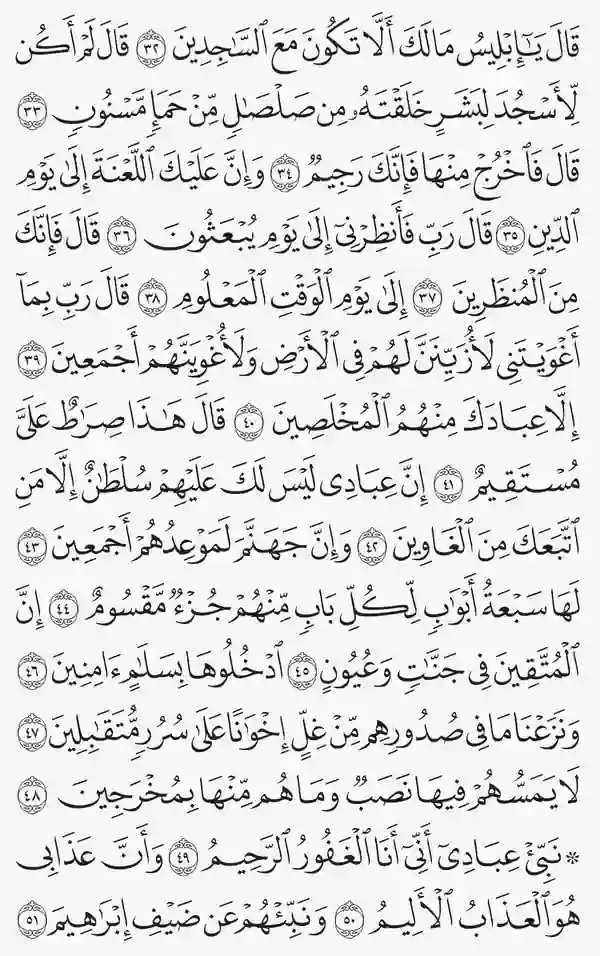 قَالَ يَـٰٓإِبۡلِيسُ مَا لَكَ أَلَّا تَكُونَ مَعَ ٱلسَّـٰجِدِينَ ٣٢ قَالَ لَمۡ أَكُن
لِّأَسۡجُدَ لِبَشَرٍ خَلَقۡتَهُۥ مِن صَلۡصَـٰلٖ مِّنۡ حَمَإٖ مَّسۡنُونٖ ٣٣
قَالَ فَٱخۡرُجۡ مِنۡهَا فَإِنَّكَ رَجِيمٞ ٣٤ وَإِنَّ عَلَيۡكَ ٱللَّعۡنَةَ إِلَىٰ يَوۡمِ
ٱلدِّينِ ٣٥ قَالَ رَبِّ فَأَنظِرۡنِيٓ إِلَىٰ يَوۡمِ يُبۡعَثُونَ ٣٦ قَالَ فَإِنَّكَ
مِنَ ٱلۡمُنظَرِينَ ٣٧ إِلَىٰ يَوۡمِ ٱلۡوَقۡتِ ٱلۡمَعۡلُومِ ٣٨ قَالَ رَبِّ بِمَآ
أَغۡوَيۡتَنِي لَأُزَيِّنَنَّ لَهُمۡ فِي ٱلۡأَرۡضِ وَلَأُغۡوِيَنَّهُمۡ أَجۡمَعِينَ ٣٩
إِلَّا عِبَادَكَ مِنۡهُمُ ٱلۡمُخۡلَصِينَ ٤٠ قَالَ هَـٰذَا صِرَٰطٌ عَلَيَّ
مُسۡتَقِيمٌ ٤١ إِنَّ عِبَادِي لَيۡسَ لَكَ عَلَيۡهِمۡ سُلۡطَـٰنٌ إِلَّا مَنِ
ٱتَّبَعَكَ مِنَ ٱلۡغَاوِينَ ٤٢ وَإِنَّ جَهَنَّمَ لَمَوۡعِدُهُمۡ أَجۡمَعِينَ ٤٣
لَهَا سَبۡعَةُ أَبۡوَٰبٖ لِّكُلِّ بَابٖ مِّنۡهُمۡ جُزۡءٞ مَّقۡسُومٌ ٤٤ إِنَّ
ٱلۡمُتَّقِينَ فِي جَنَّـٰتٖ وَعُيُونٍ ٤٥ ٱدۡخُلُوهَا بِسَلَـٰمٍ ءَامِنِينَ ٤٦
وَنَزَعۡنَا مَا فِي صُدُورِهِم مِّنۡ غِلٍّ إِخۡوَٰنًا عَلَىٰ سُرُرٖ مُّتَقَـٰبِلِينَ ٤٧
لَا يَمَسُّهُمۡ فِيهَا نَصَبٞ وَمَا هُم مِّنۡهَا بِمُخۡرَجِينَ ٤٨
* نَبِّئۡ عِبَادِيٓ أَنِّيٓ أَنَا ٱلۡغَفُورُ ٱلرَّحِيمُ ٤٩ وَأَنَّ عَذَابِي
هُوَ ٱلۡعَذَابُ ٱلۡأَلِيمُ ٥٠ وَنَبِّئۡهُمۡ عَن ضَيۡفِ إِبۡرَٰهِيمَ ٥١